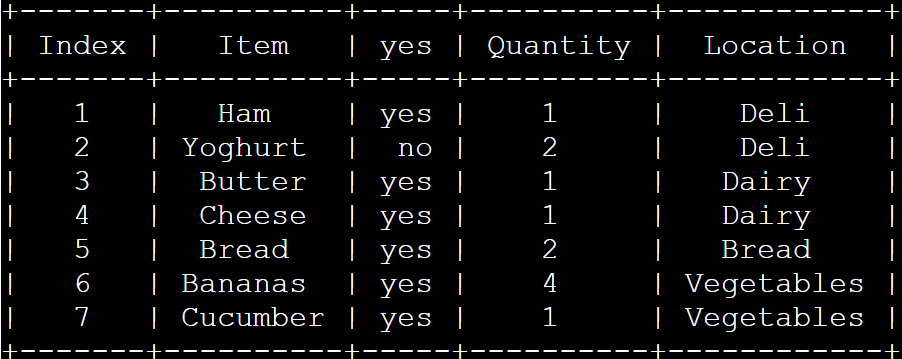 +-------+----------+-----+----------+------------+
| Index |   Item   | yes | Quantity |  Location  |
+-------+----------+-----+----------+------------+
|   1   |   Ham    | yes |    1     |    Deli    |
|   2   | Yoghurt  |  no |    2     |    Deli    |
|   3   |  Butter  | yes |    1     |   Dairy    |
|   4   |  Cheese  | yes |    1     |   Dairy    |
|   5   |  Bread   | yes |    2     |   Bread    |
|   6   | Bananas  | yes |    4     | Vegetables |
|   7   | Cucumber | yes |    1     | Vegetables |
+-------+----------+-----+----------+------------+